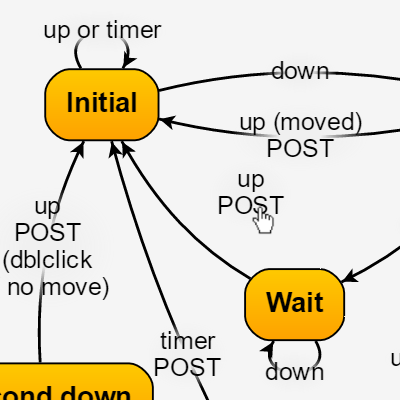 up or timer
Initial
down
up (moved)
POST
up
POST
up
POST
(dblclick
no move)
Wait
timer
POST
down
cond down